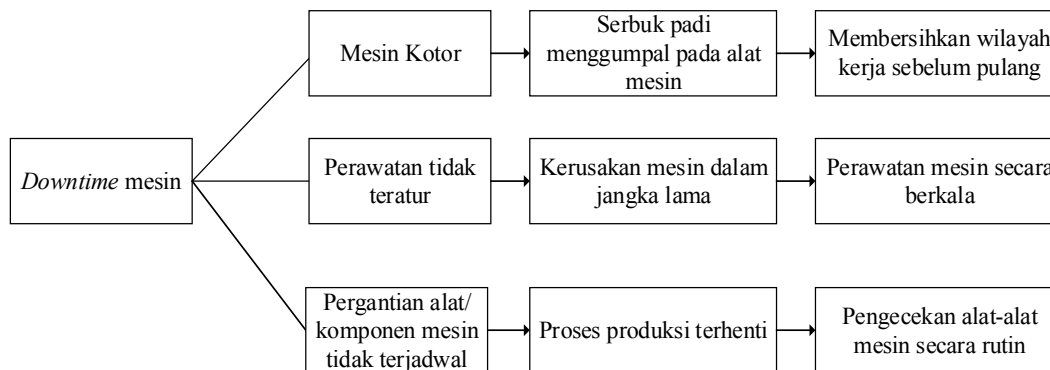 Mesin Kotor
Serbuk padi
menggumpal pada alat
mesin
Membersihkan wilayah
kerja sebelum pulang
Downtime mesin
Perawatan tidak
teratur
Kerusakan mesin dalam
jangka lama
Perawatan mesin secara
berkala
Pergantian alat/
komponen mesin
tidak terjadwal
Proses produksi terhenti
Pengecekan alat-alat
mesin secara rutin